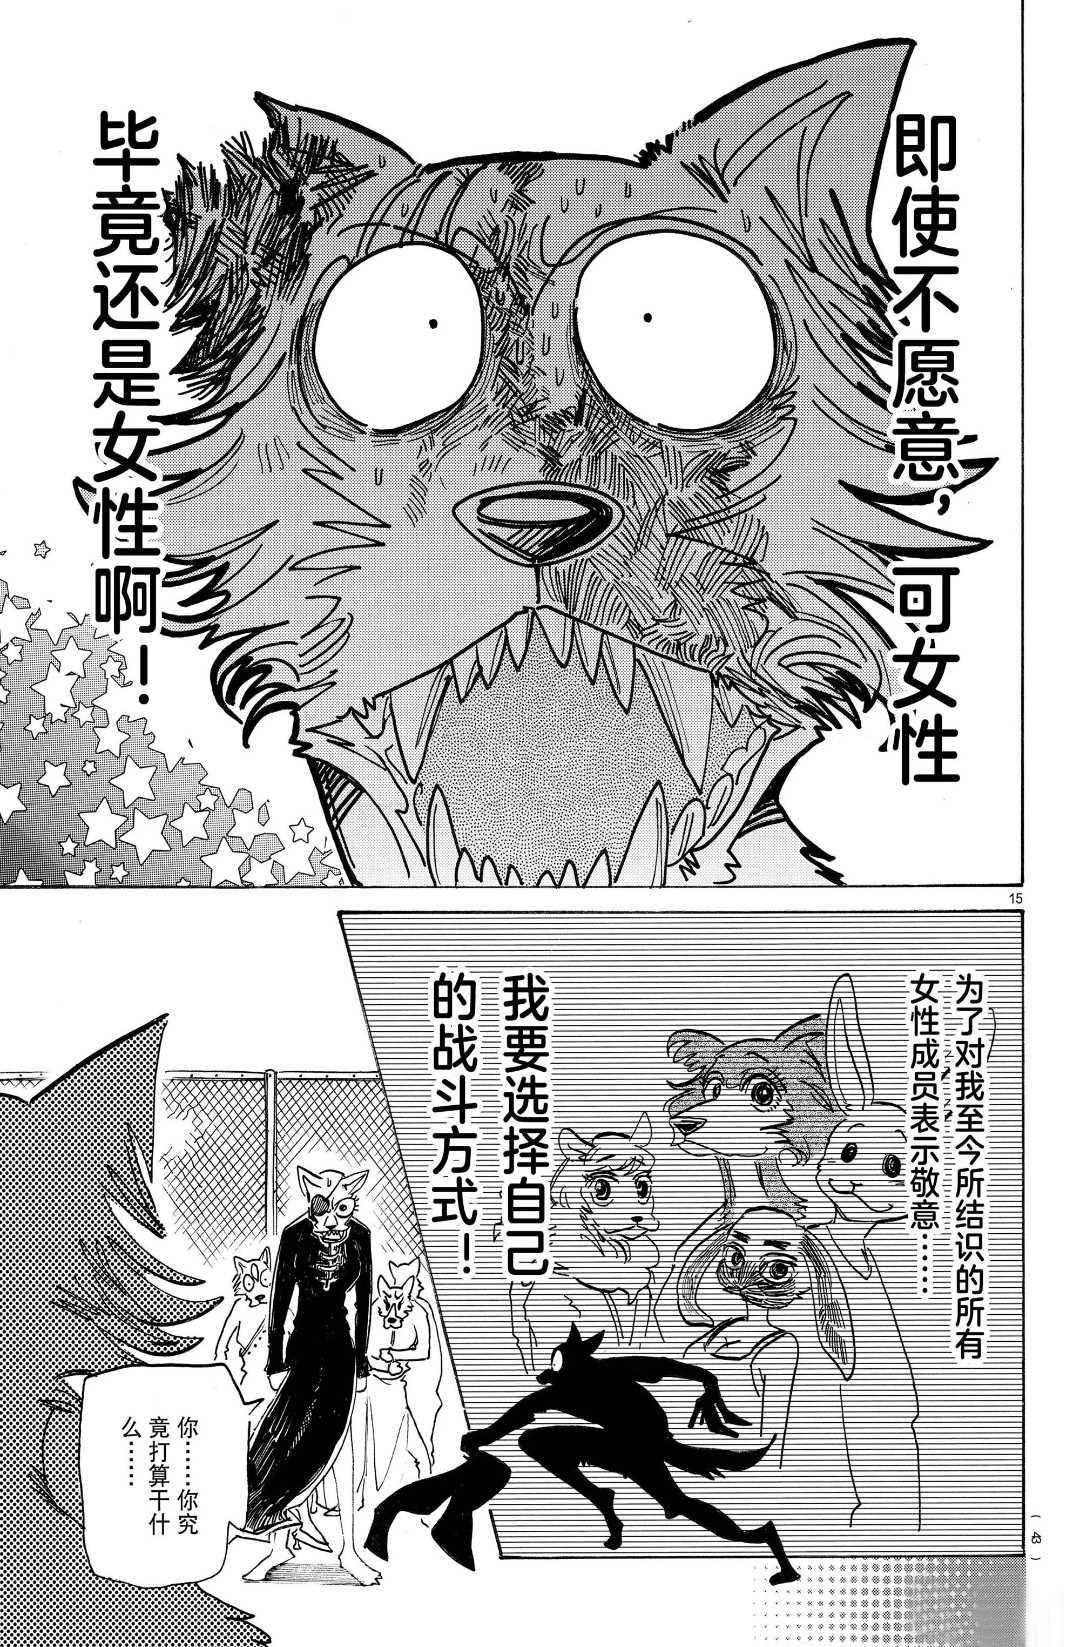 即使不愿意，可女性
毕竟还是女性啊！
15
为了对我至今所结识的所有
女性成员表示敬意……
我要选择自己
的战斗方式！
你……你究
竟打算干什
么……
( 43 )